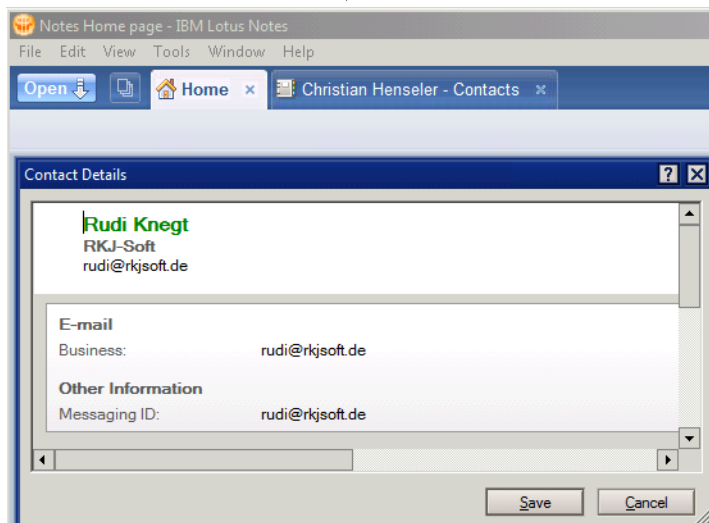 Notes Home page - IBM Lotus Notes
File Edit View Tools Window Help
Open Home Christian Henseler - Contacts
Contact Details
Rudi Knegt
RKJ-Soft
rudi@rkjsoft.de
E-mail
Business: rudi@rkjsoft.de
Other Information
Messaging ID: rudi@rkjsoft.de
Save Cancel